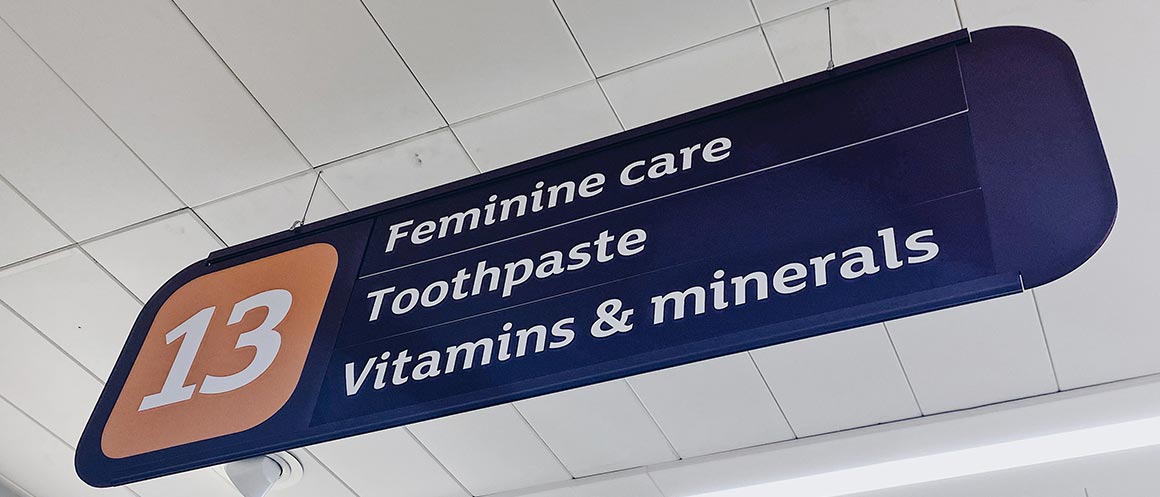 13
Feminine care
Toothpaste
Vitamins & minerals